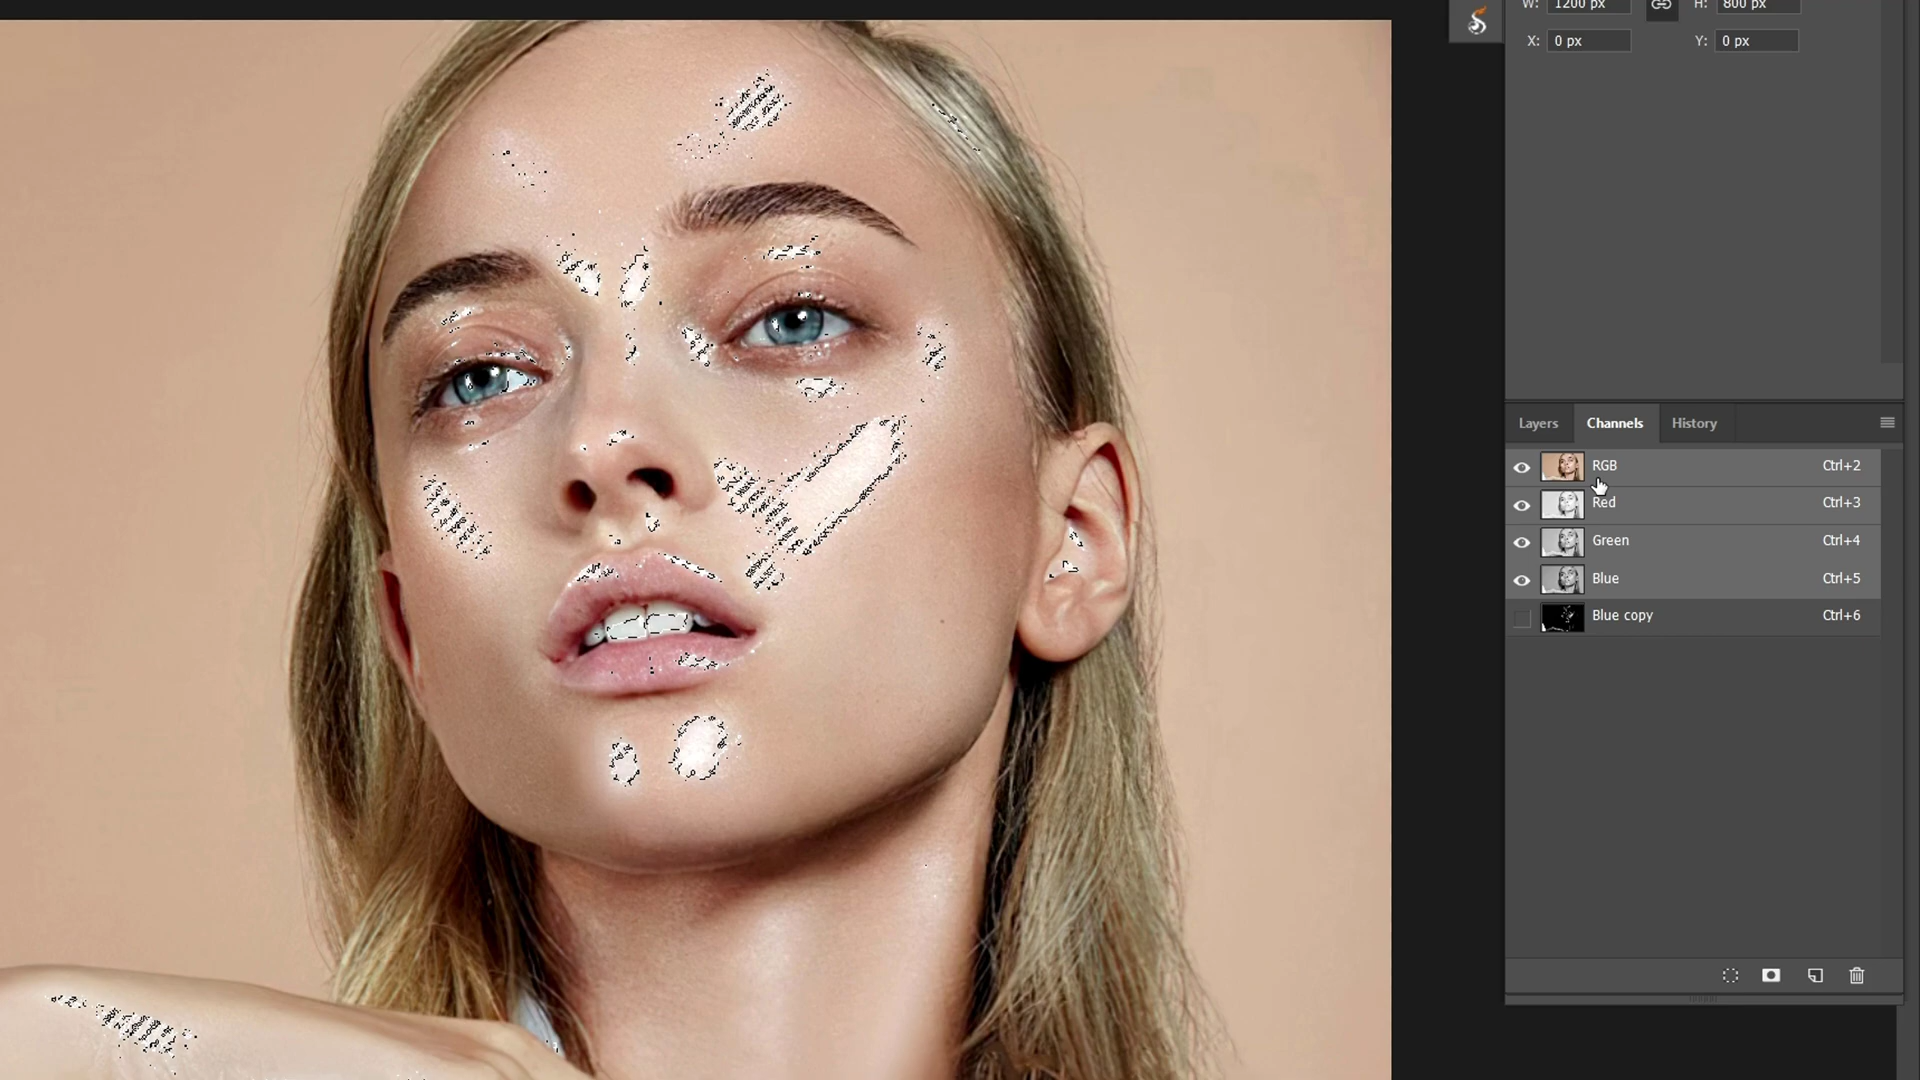 W: 1200 px H: 800 px
X: 0 px Y: 0 px
Layers Channels History
RGB Ctrl+2
Red Ctrl+3
Green Ctrl+4
Blue Ctrl+5
Blue copy Ctrl+6